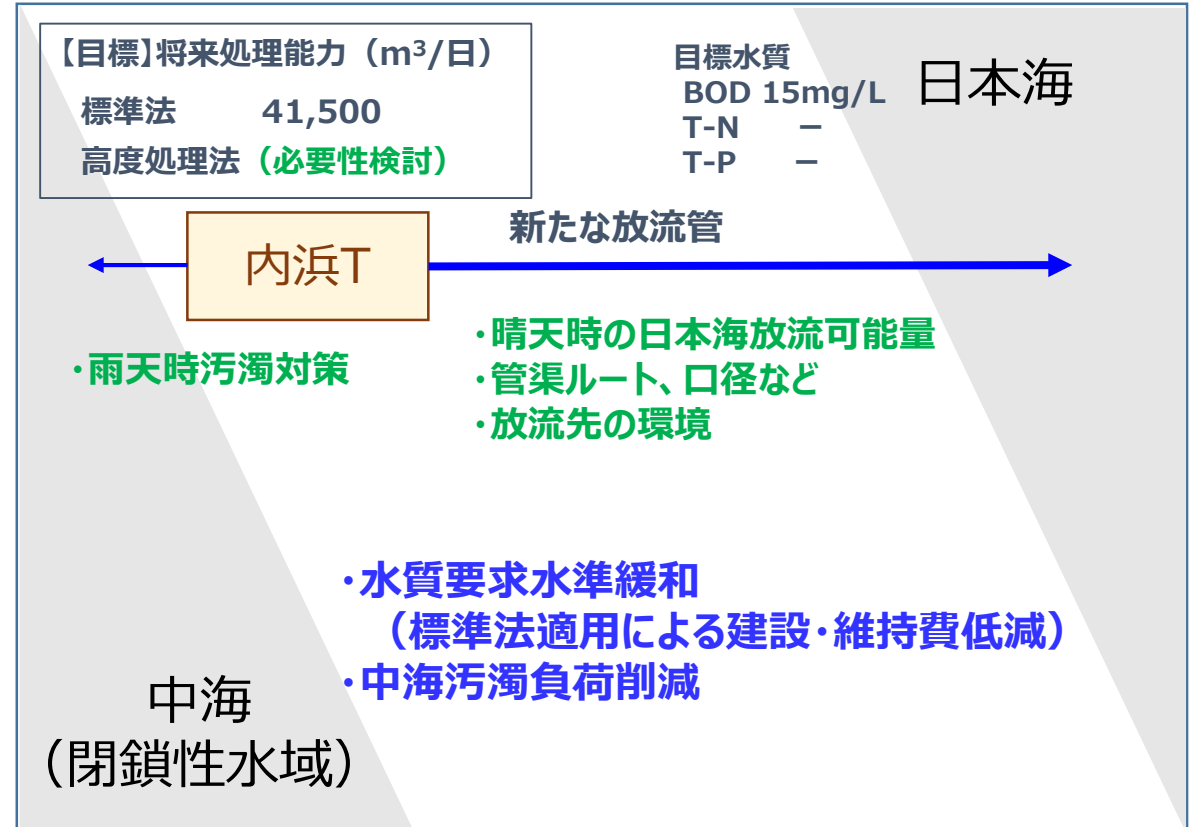 【目標】将来処理能力（m³/日）
標準法 41,500
高度処理法（必要性検討）
目標水質
BOD 15mg/L
T-N －
T-P －
日本海
新たな放流管
内浜T
・雨天時汚濁対策
・晴天時の日本海放流可能量
・管渠ルート、口径など
・放流先の環境
・水質要求水準緩和
（標準法適用による建設・維持費低減）
・中海汚濁負荷削減
中海
（閉鎖性水域）